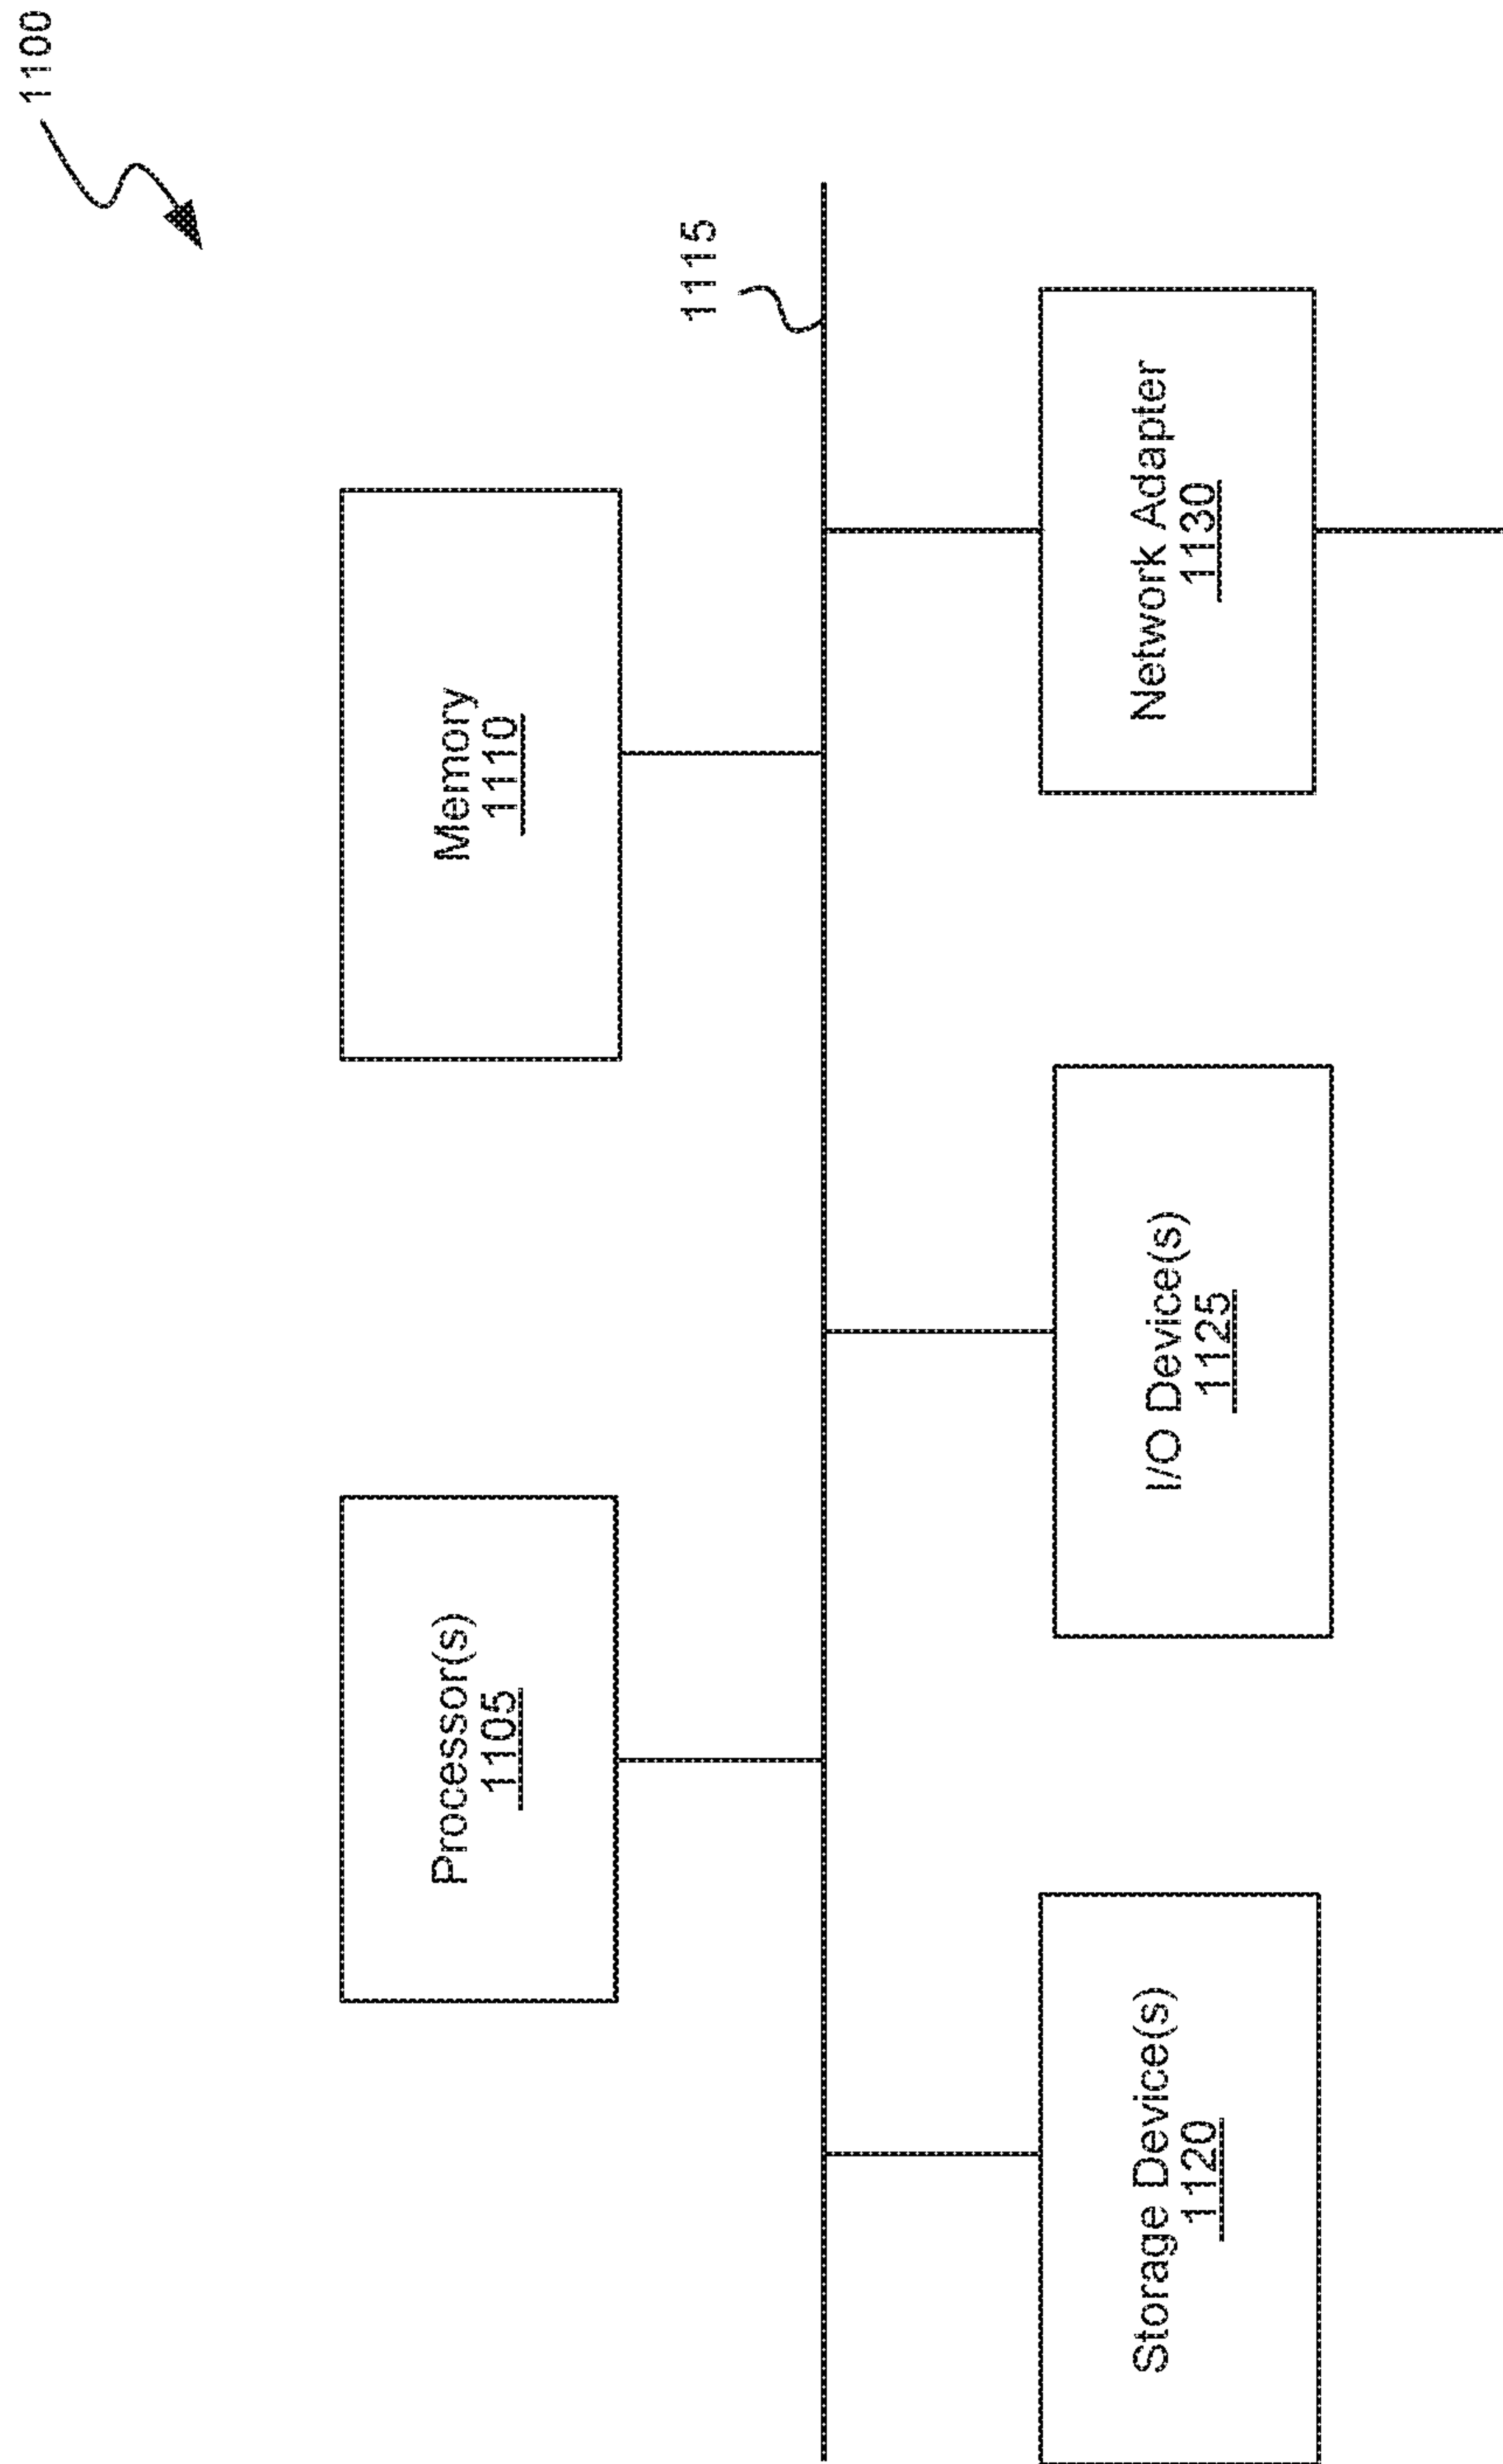 1100
Processor(s)
1105
Memory
1110
1115
Storage Device(s)
1120
I/O Device(s)
1125
Network Adapter
1130